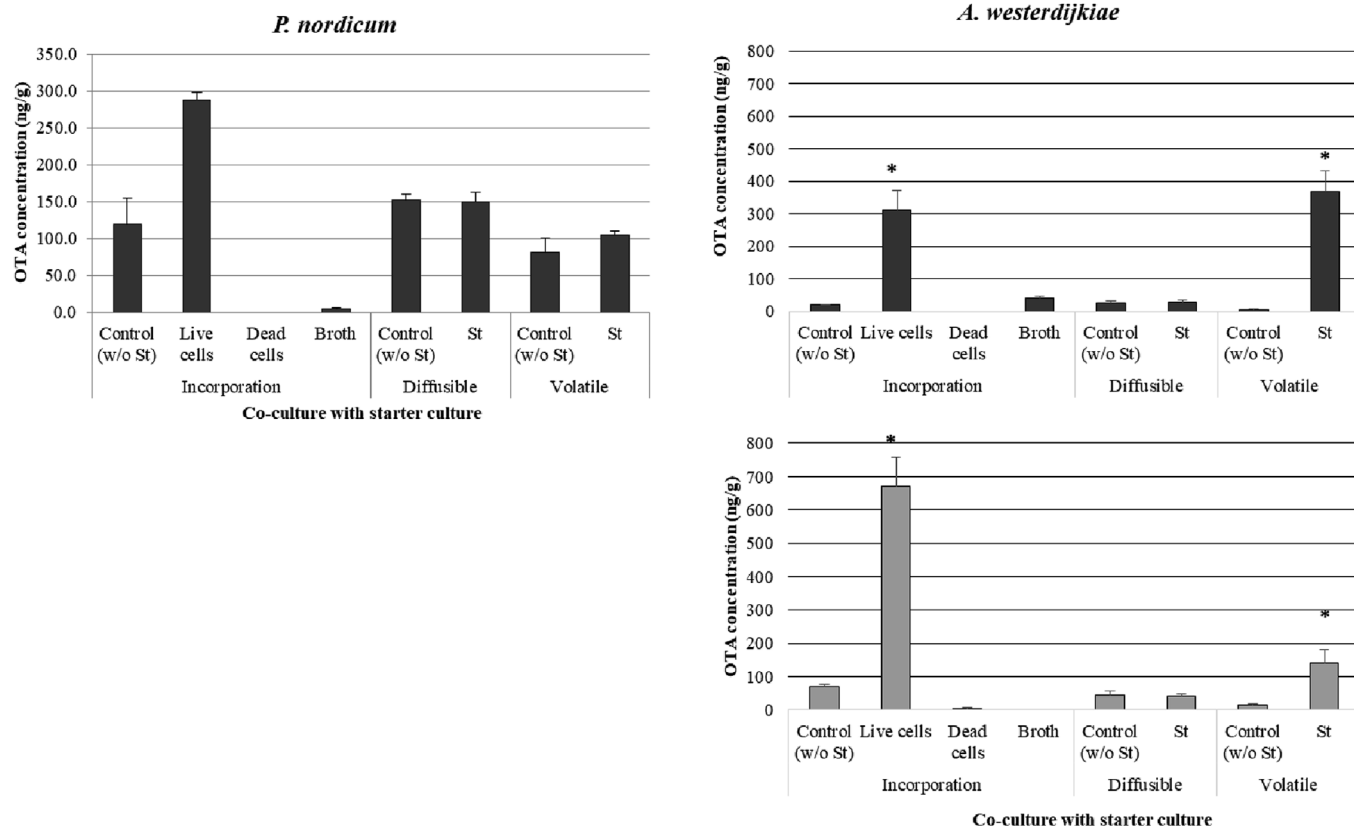 P. nordicum
350.0
300.0
250.0
200.0
150.0
100.0
50.0
0.0
OTA concentration (ng/g)
Control Live Dead Broth Control St Control St
(w/o St) cells cells (w/o St) (w/o St)
Incorporation Diffusible Volatile
Co-culture with starter culture
A. westerdijkiae
800
700
600
500
400
300
200
100
0
OTA concentration (ng/g)
* *
Control Live cells Dead Broth Control St Control St
(w/o St) cells (w/o St) (w/o St)
Incorporation Diffusible Volatile
800
700
600
500
400
300
200
100
0
OTA concentration (ng/g)
* *
Control Live cells Dead Broth Control St Control St
(w/o St) cells (w/o St) (w/o St)
Incorporation Diffusible Volatile
Co-culture with starter culture